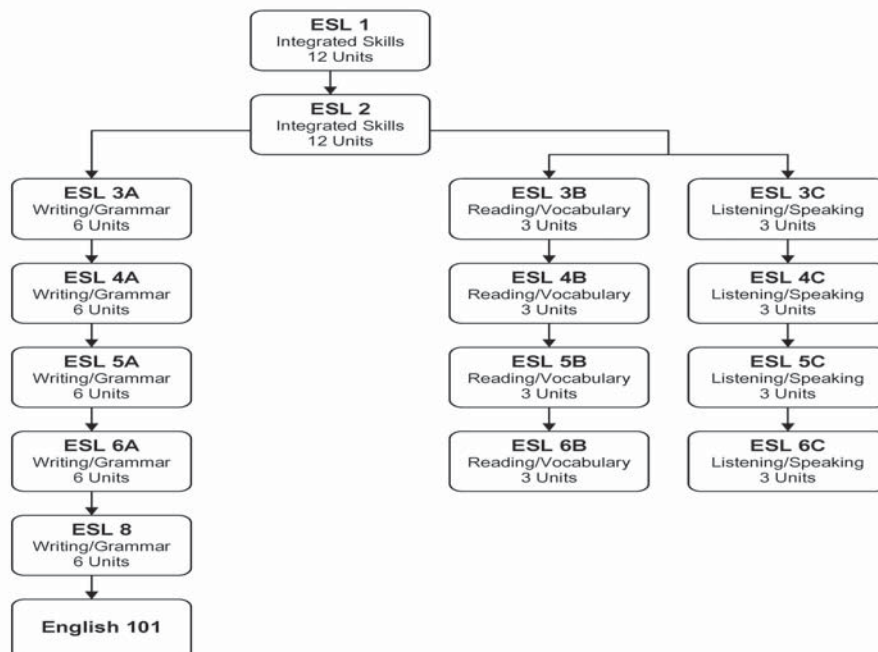 ESL 1
Integrated Skills
12 Units
ESL 2
Integrated Skills
12 Units
ESL 3A
Writing/Grammar
6 Units
ESL 3B
Reading/Vocabulary
3 Units
ESL 3C
Listening/Speaking
3 Units
ESL 4A
Writing/Grammar
6 Units
ESL 4B
Reading/Vocabulary
3 Units
ESL 4C
Listening/Speaking
3 Units
ESL 5A
Writing/Grammar
6 Units
ESL 5B
Reading/Vocabulary
3 Units
ESL 5C
Listening/Speaking
3 Units
ESL 6A
Writing/Grammar
6 Units
ESL 6B
Reading/Vocabulary
3 Units
ESL 6C
Listening/Speaking
3 Units
ESL 8
Writing/Grammar
6 Units
English 101